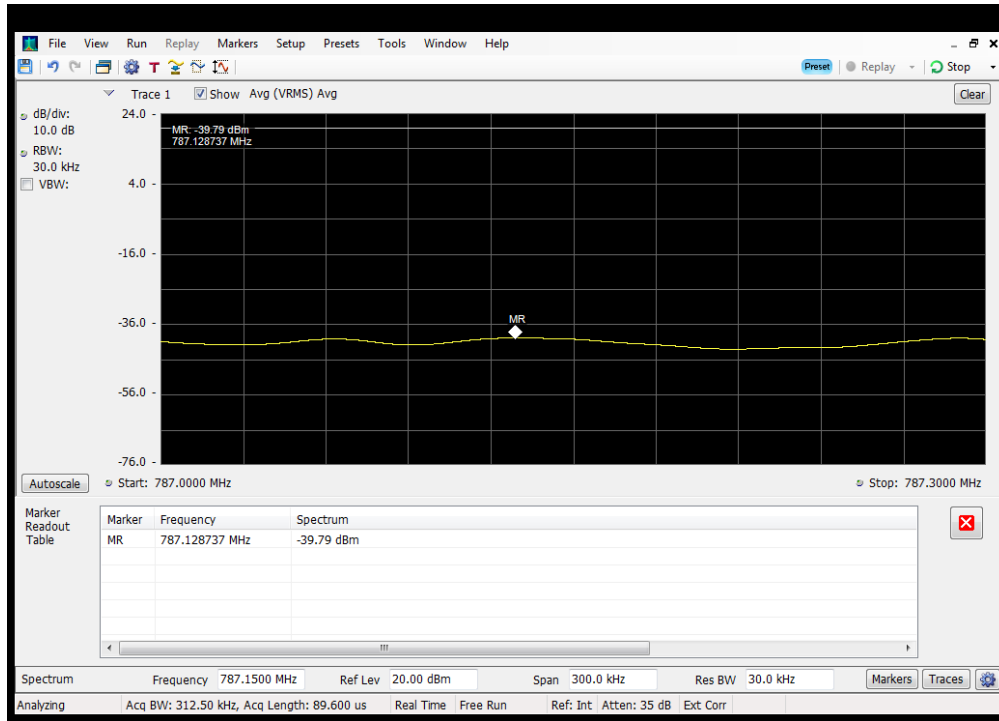 File View Run Replay Markers Setup Presets Tools Window Help
Preset Replay Stop
Trace 1 Show Avg (VRMS) Avg Clear
dB/div:
10.0 dB
RBW:
30.0 kHz
VBW:
24.0
4.0
-16.0
-36.0
-56.0
-76.0
MR: -39.79 dBm
787.128737 MHz
MR
Autoscale Start: 787.0000 MHz Stop: 787.3000 MHz
Marker
Readout
Table
Marker Frequency Spectrum
MR 787.128737 MHz -39.79 dBm
Spectrum Frequency 787.1500 MHz Ref Lev 20.00 dBm Span 300.0 kHz Res BW 30.0 kHz Markers Traces
Analyzing Acq BW: 312.50 kHz, Acq Length: 89.600 us Real Time Free Run Ref: Int Atten: 35 dB Ext Corr